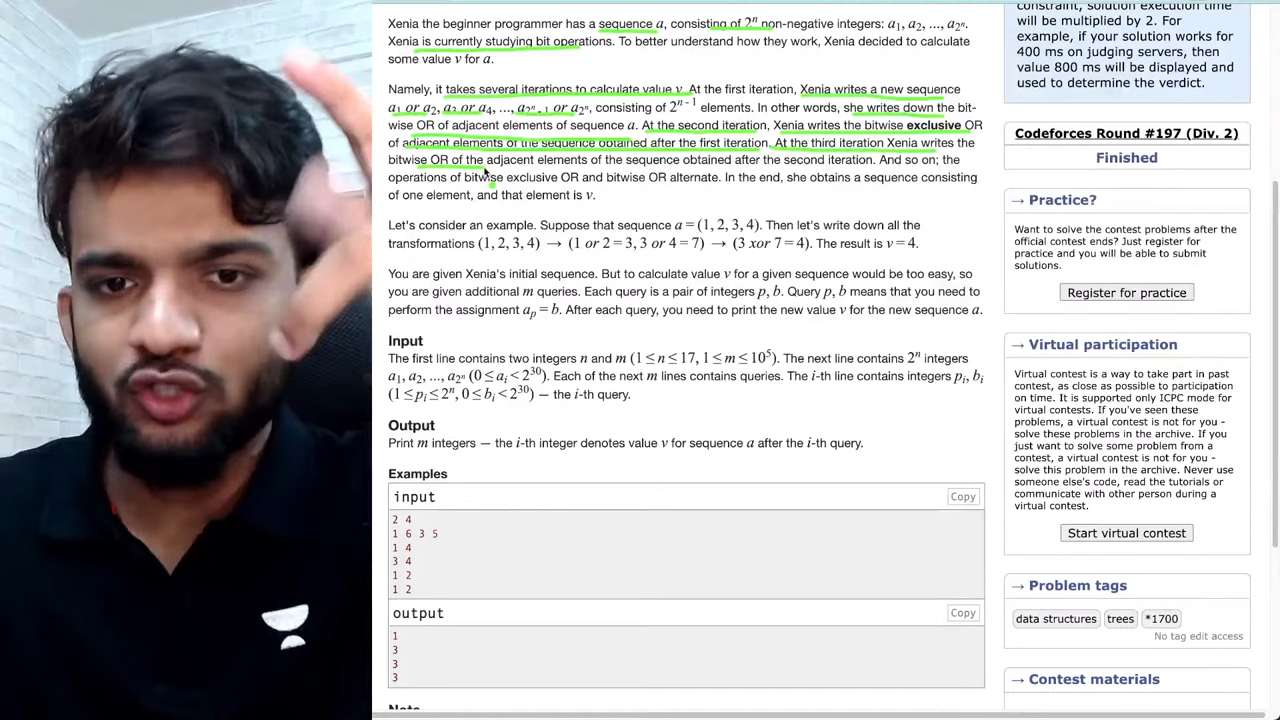 Xenia the beginner programmer has a sequence a, consisting of 2ⁿ non-negative integers: a₁, a₂, ..., a₂ⁿ.
Xenia is currently studying bit operations. To better understand how they work, Xenia decided to calculate
some value v for a.
Namely, it takes several iterations to calculate value v. At the first iteration, Xenia writes a new sequence
a₁ or a₂, a₃ or a₄, ..., a₂ⁿ₋₁ or a₂ⁿ, consisting of 2ⁿ⁻¹ elements. In other words, she writes down the bit-
wise OR of adjacent elements of sequence a. At the second iteration, Xenia writes the bitwise exclusive OR
of adjacent elements of the sequence obtained after the first iteration. At the third iteration Xenia writes the
bitwise OR of the adjacent elements of the sequence obtained after the second iteration. And so on; the
operations of bitwise exclusive OR and bitwise OR alternate. In the end, she obtains a sequence consisting
of one element, and that element is v.
Let's consider an example. Suppose that sequence a = (1, 2, 3, 4). Then let's write down all the
transformations (1, 2, 3, 4) → (1 or 2 = 3, 3 or 4 = 7) → (3 xor 7 = 4). The result is v = 4.
You are given Xenia's initial sequence. But to calculate value v for a given sequence would be too easy, so
you are given additional m queries. Each query is a pair of integers p, b. Query p, b means that you need to
perform the assignment aₚ = b. After each query, you need to print the new value v for the new sequence a.
Input
The first line contains two integers n and m (1 ≤ n ≤ 17, 1 ≤ m ≤ 10⁵). The next line contains 2ⁿ integers
a₁, a₂, ..., a₂ⁿ (0 ≤ aᵢ < 2³⁰). Each of the next m lines contains queries. The i-th line contains integers pᵢ, bᵢ
(1 ≤ pᵢ ≤ 2ⁿ, 0 ≤ bᵢ < 2³⁰) — the i-th query.
Output
Print m integers — the i-th integer denotes value v for sequence a after the i-th query.
Examples
input
Copy
2 4
1 6 3 5
1 4
3 4
1 2
1 2
output
Copy
1
3
3
3
constraint, solution execution time
will be multiplied by 2. For
example, if your solution works for
400 ms on judging servers, then
value 800 ms will be displayed and
used to determine the verdict.
Codeforces Round #197 (Div. 2)
Finished
→ Practice?
Want to solve the contest problems after the
official contest ends? Just register for
practice and you will be able to submit
solutions.
Register for practice
→ Virtual participation
Virtual contest is a way to take part in past
contest, as close as possible to participation
on time. It is supported only ICPC mode for
virtual contests. If you've seen these
problems, a virtual contest is not for you -
solve these problems in the archive. If you
just want to solve some problem from a
contest, a virtual contest is not for you -
solve this problem in the archive. Never use
someone else's code, read the tutorials or
communicate with other person during a
virtual contest.
Start virtual contest
→ Problem tags
data structures
trees
*1700
No tag edit access
→ Contest materials